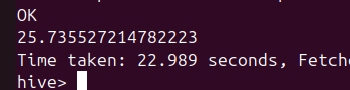 OK
25.735527214782223
Time taken: 22.989 seconds, Fetche
hive>